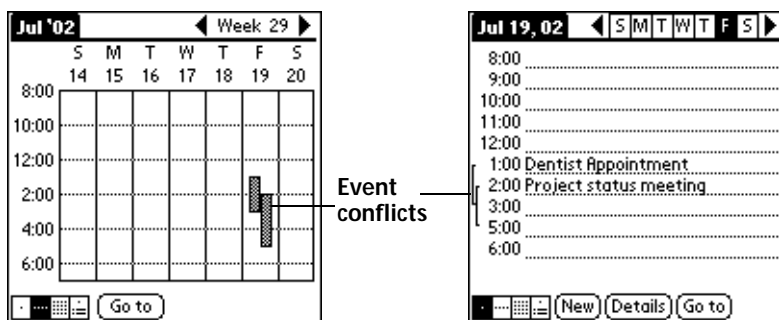 Jul '02 Week 29
S M T W T F S
14 15 16 17 18 19 20
8:00
10:00
12:00
2:00
4:00
6:00
Go to
Event
conflicts
Jul 19, 02 S M T W T F S
8:00
9:00
10:00
11:00
12:00
1:00 Dentist Appointment
2:00 Project status meeting
3:00
5:00
6:00
New Details Go to